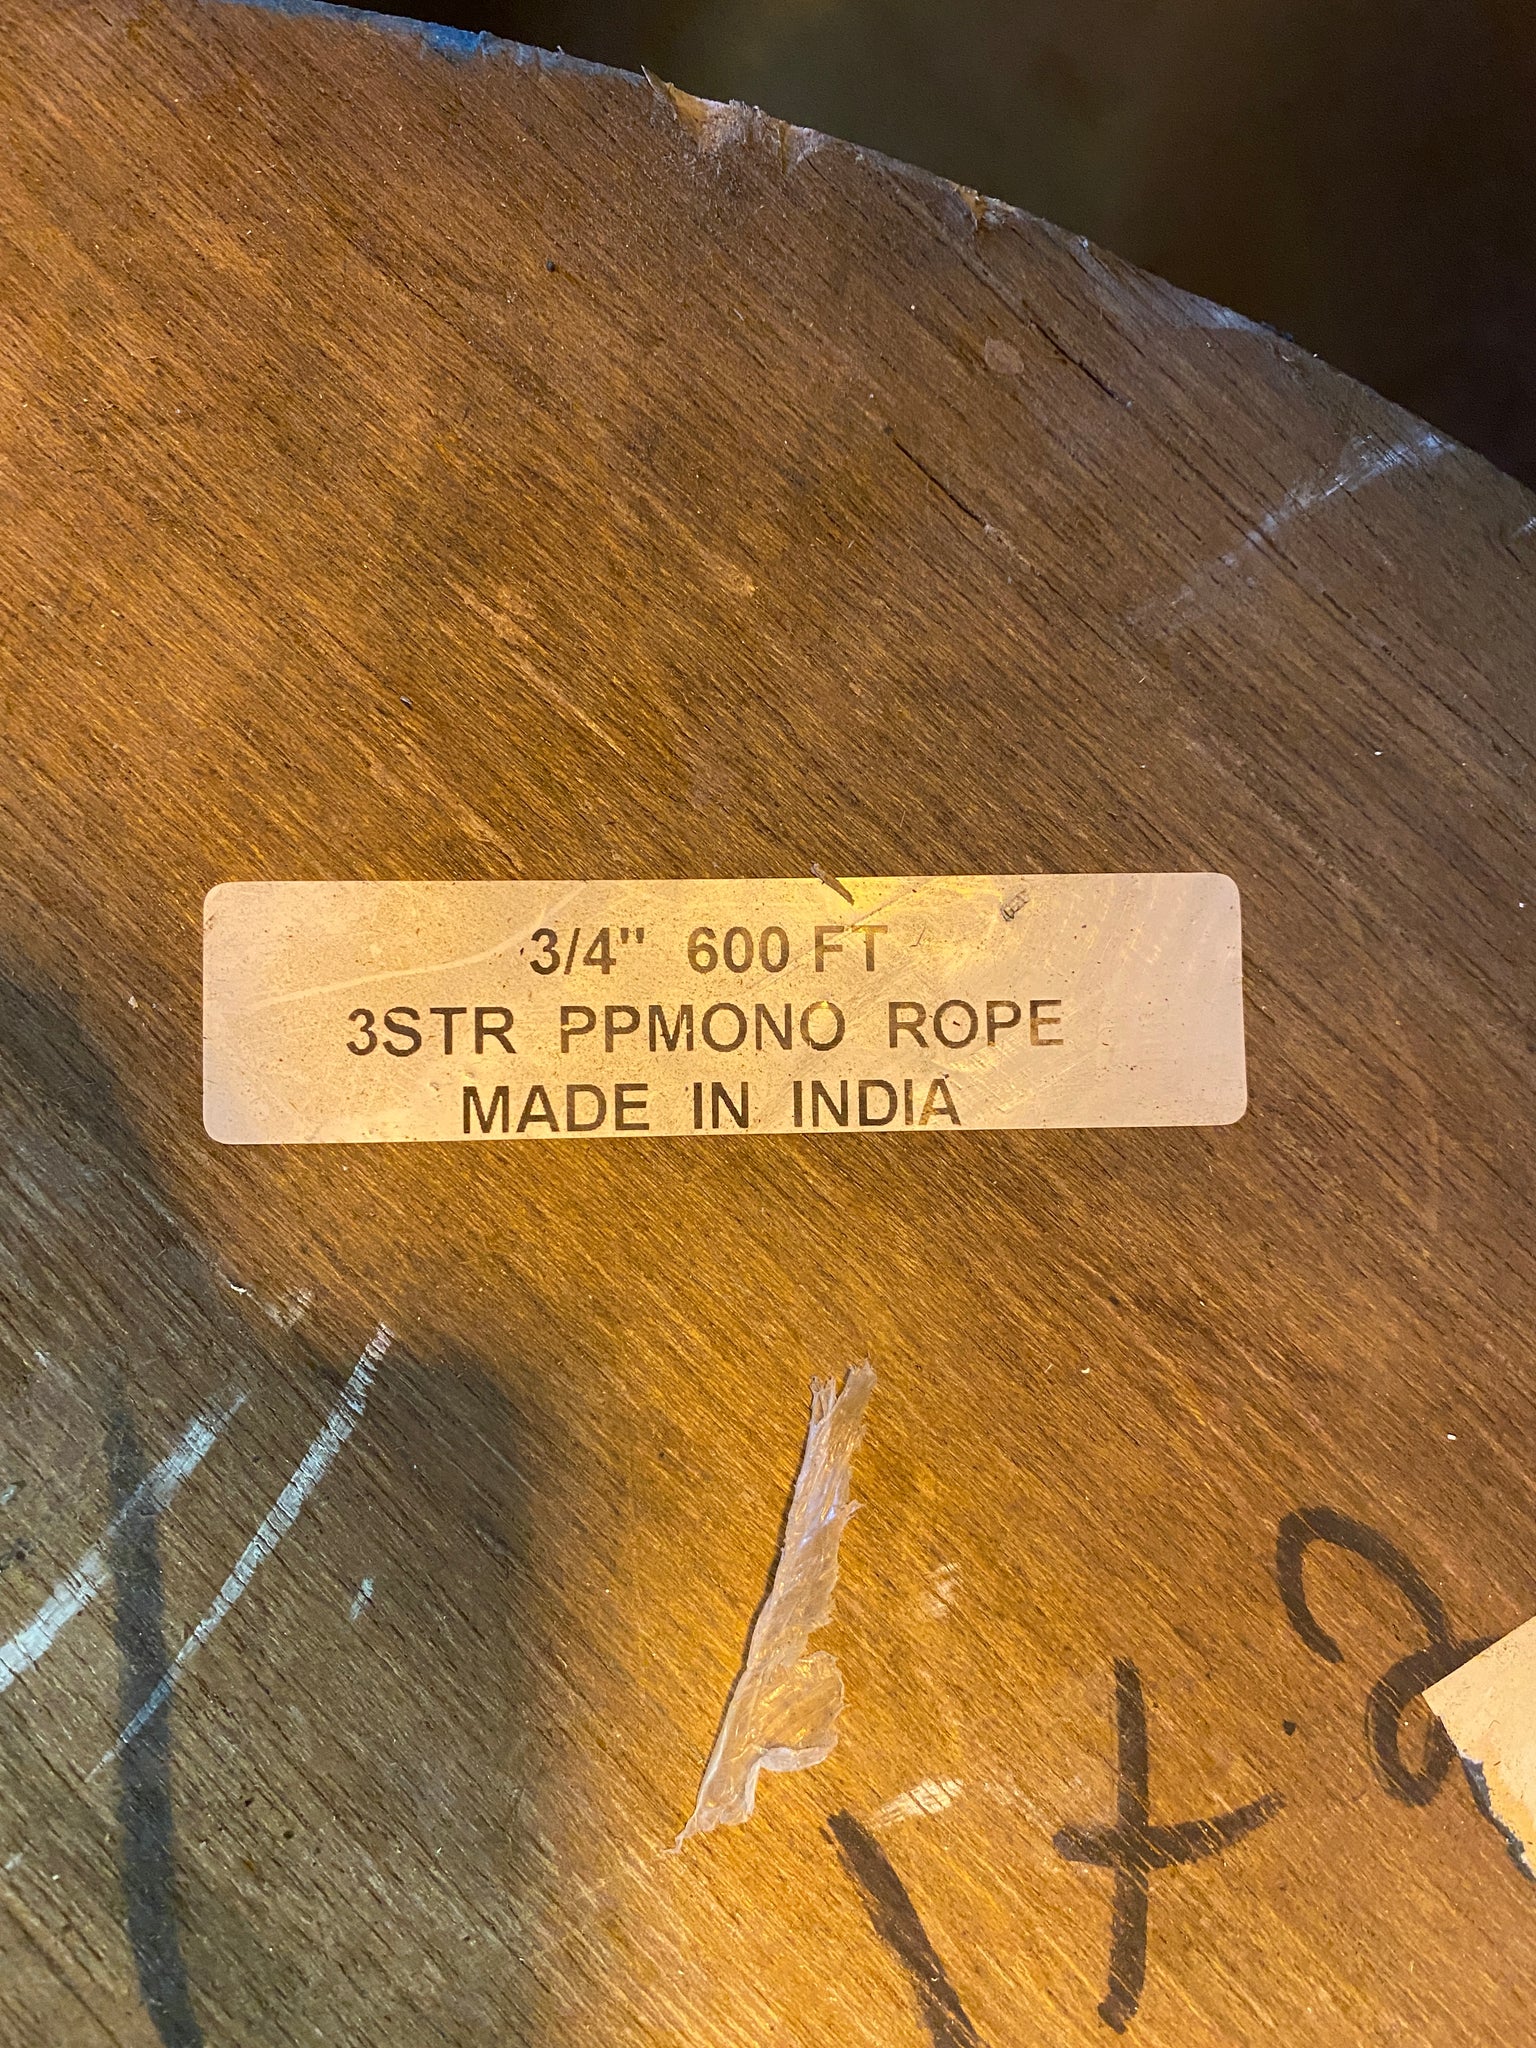 3/4" 600 FT
3STR PPMONO ROPE
MADE IN INDIA